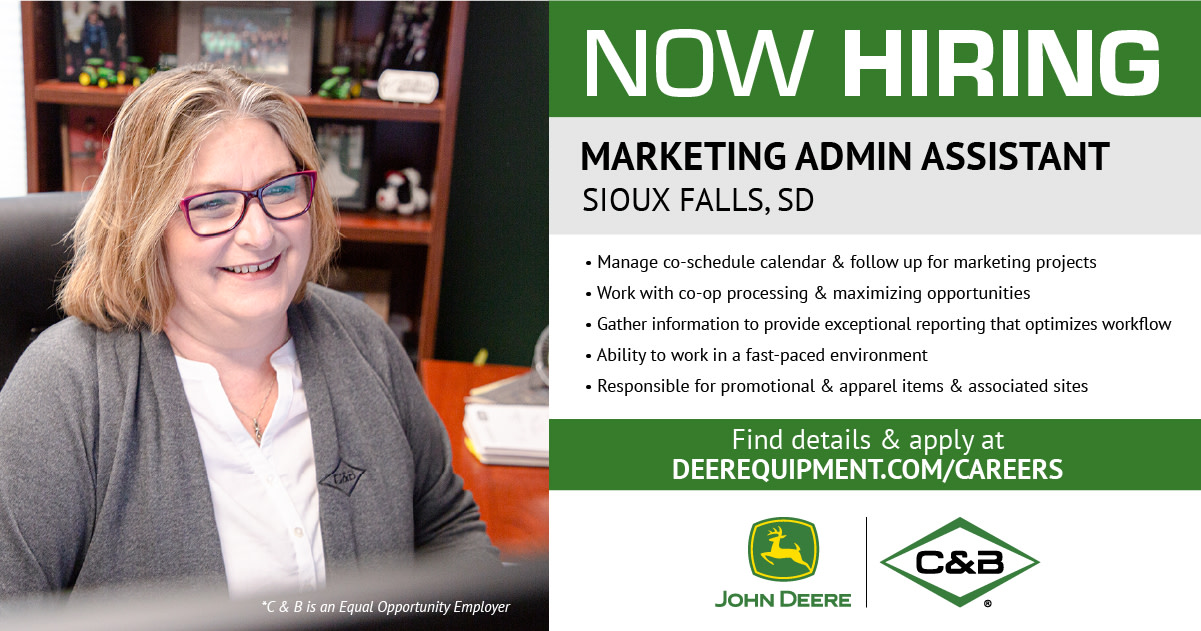 NOW HIRING
MARKETING ADMIN ASSISTANT
SIOUX FALLS, SD
• Manage co-schedule calendar & follow up for marketing projects
• Work with co-op processing & maximizing opportunities
• Gather information to provide exceptional reporting that optimizes workflow
• Ability to work in a fast-paced environment
• Responsible for promotional & apparel items & associated sites
Find details & apply at
DEEREQUIPMENT.COM/CAREERS
JOHN DEERE
C&B
®
C&B
*C & B is an Equal Opportunity Employer